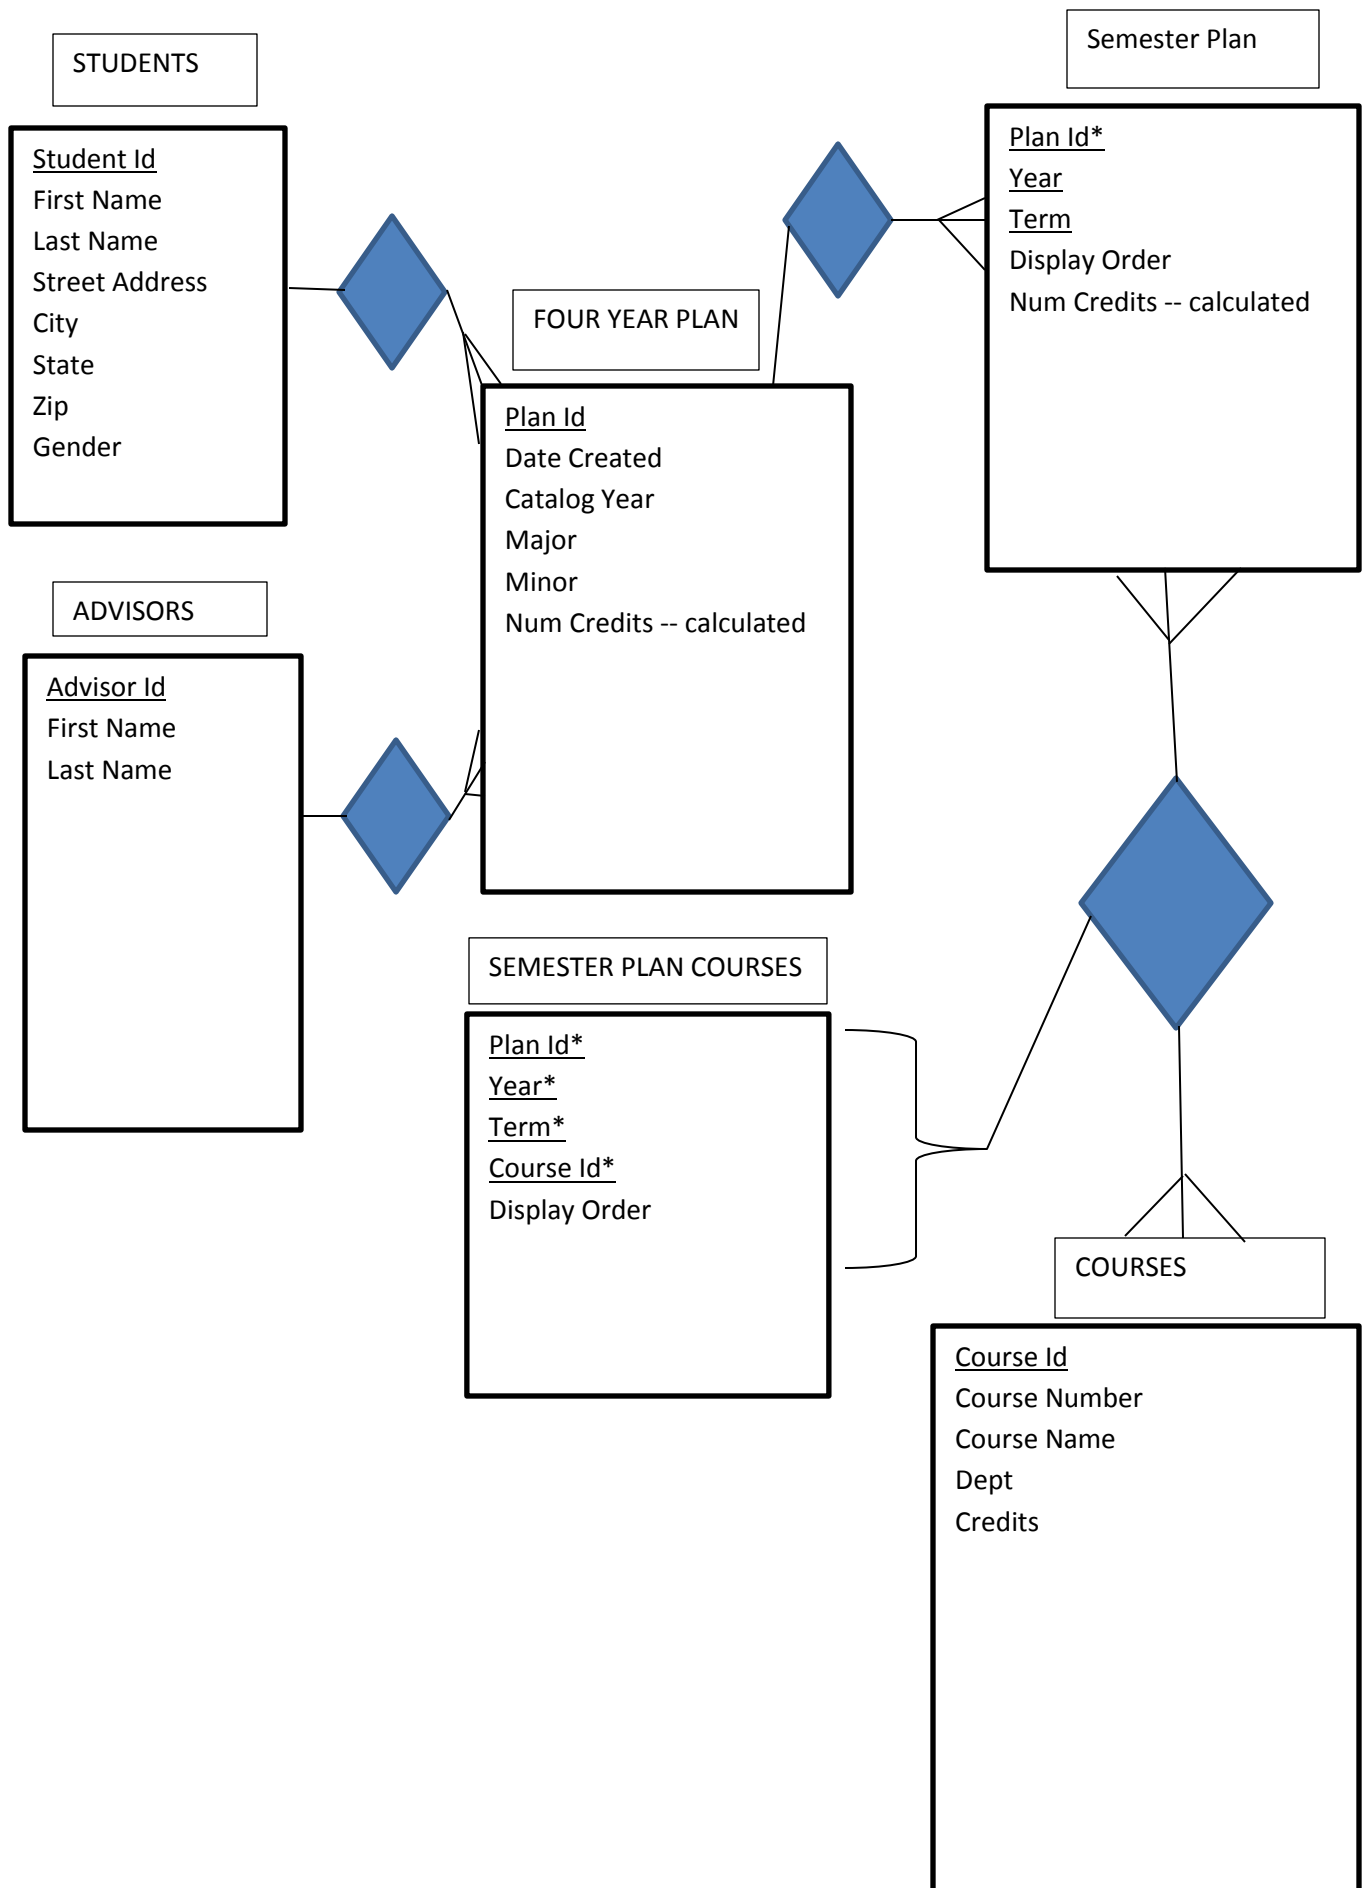 STUDENTS
Student Id
First Name
Last Name
Street Address
City
State
Zip
Gender
ADVISORS
Advisor Id
First Name
Last Name
FOUR YEAR PLAN
Plan Id
Date Created
Catalog Year
Major
Minor
Num Credits -- calculated
Semester Plan
Plan Id*
Year
Term
Display Order
Num Credits -- calculated
SEMESTER PLAN COURSES
Plan Id*
Year*
Term*
Course Id*
Display Order
COURSES
Course Id
Course Number
Course Name
Dept
Credits